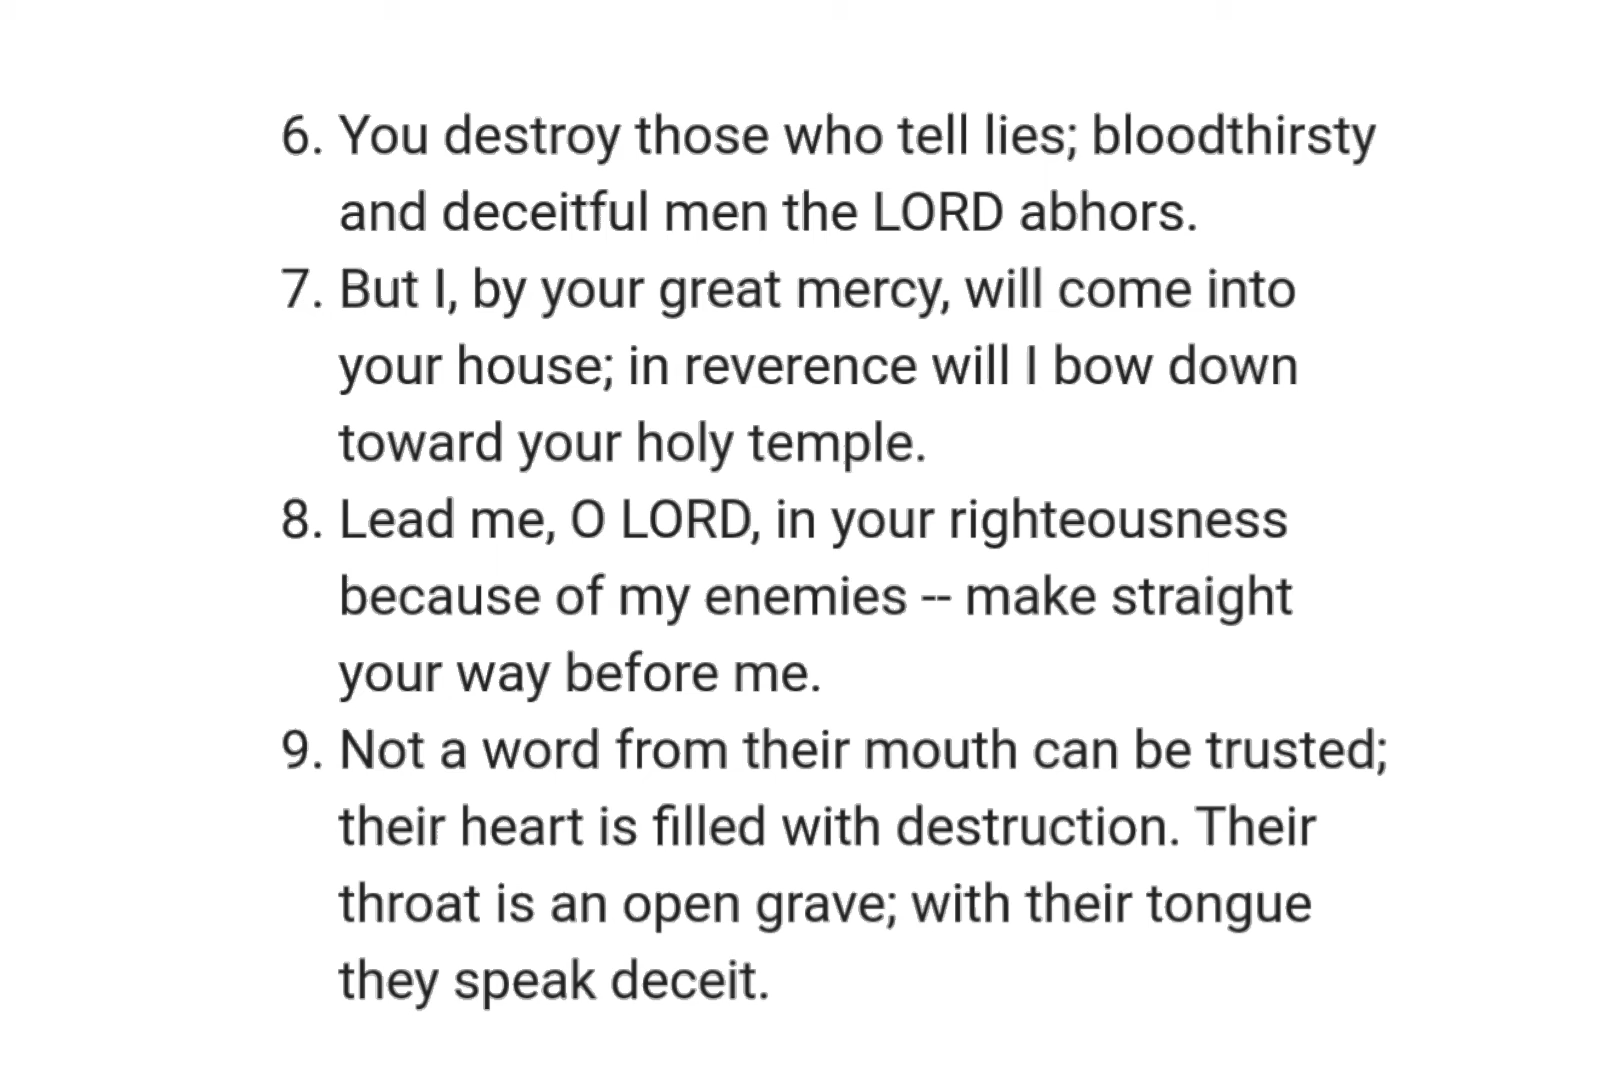 6. You destroy those who tell lies; bloodthirsty
and deceitful men the LORD abhors.
7. But I, by your great mercy, will come into
your house; in reverence will I bow down
toward your holy temple.
8. Lead me, O LORD, in your righteousness
because of my enemies -- make straight
your way before me.
9. Not a word from their mouth can be trusted;
their heart is filled with destruction. Their
throat is an open grave; with their tongue
they speak deceit.